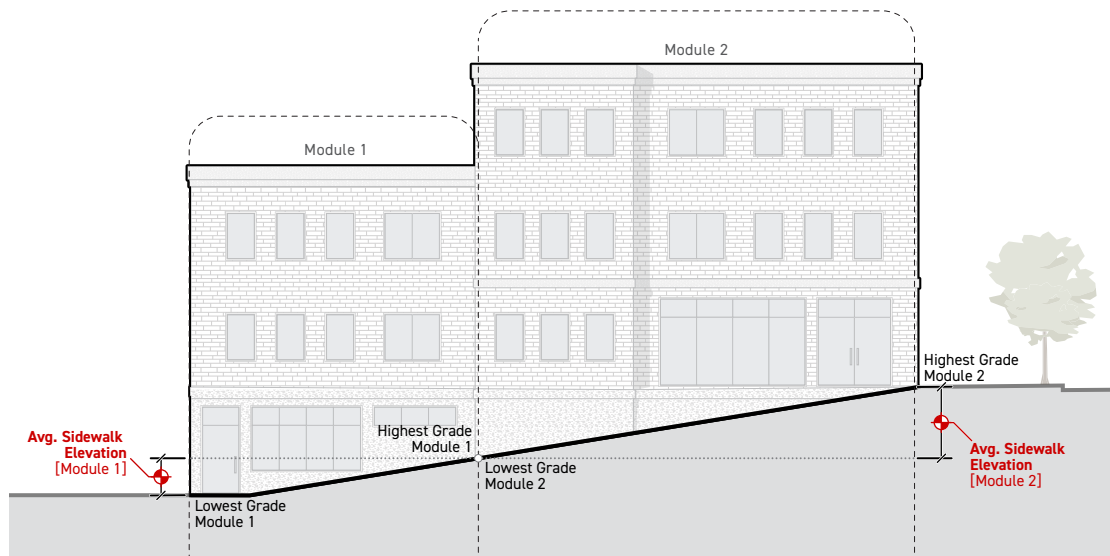 Module 2
Module 1
Highest Grade
Module 2
Highest Grade
Module 1
Avg. Sidewalk
Elevation
[Module 1]
Avg. Sidewalk
Elevation
[Module 2]
Lowest Grade
Module 2
Lowest Grade
Module 1